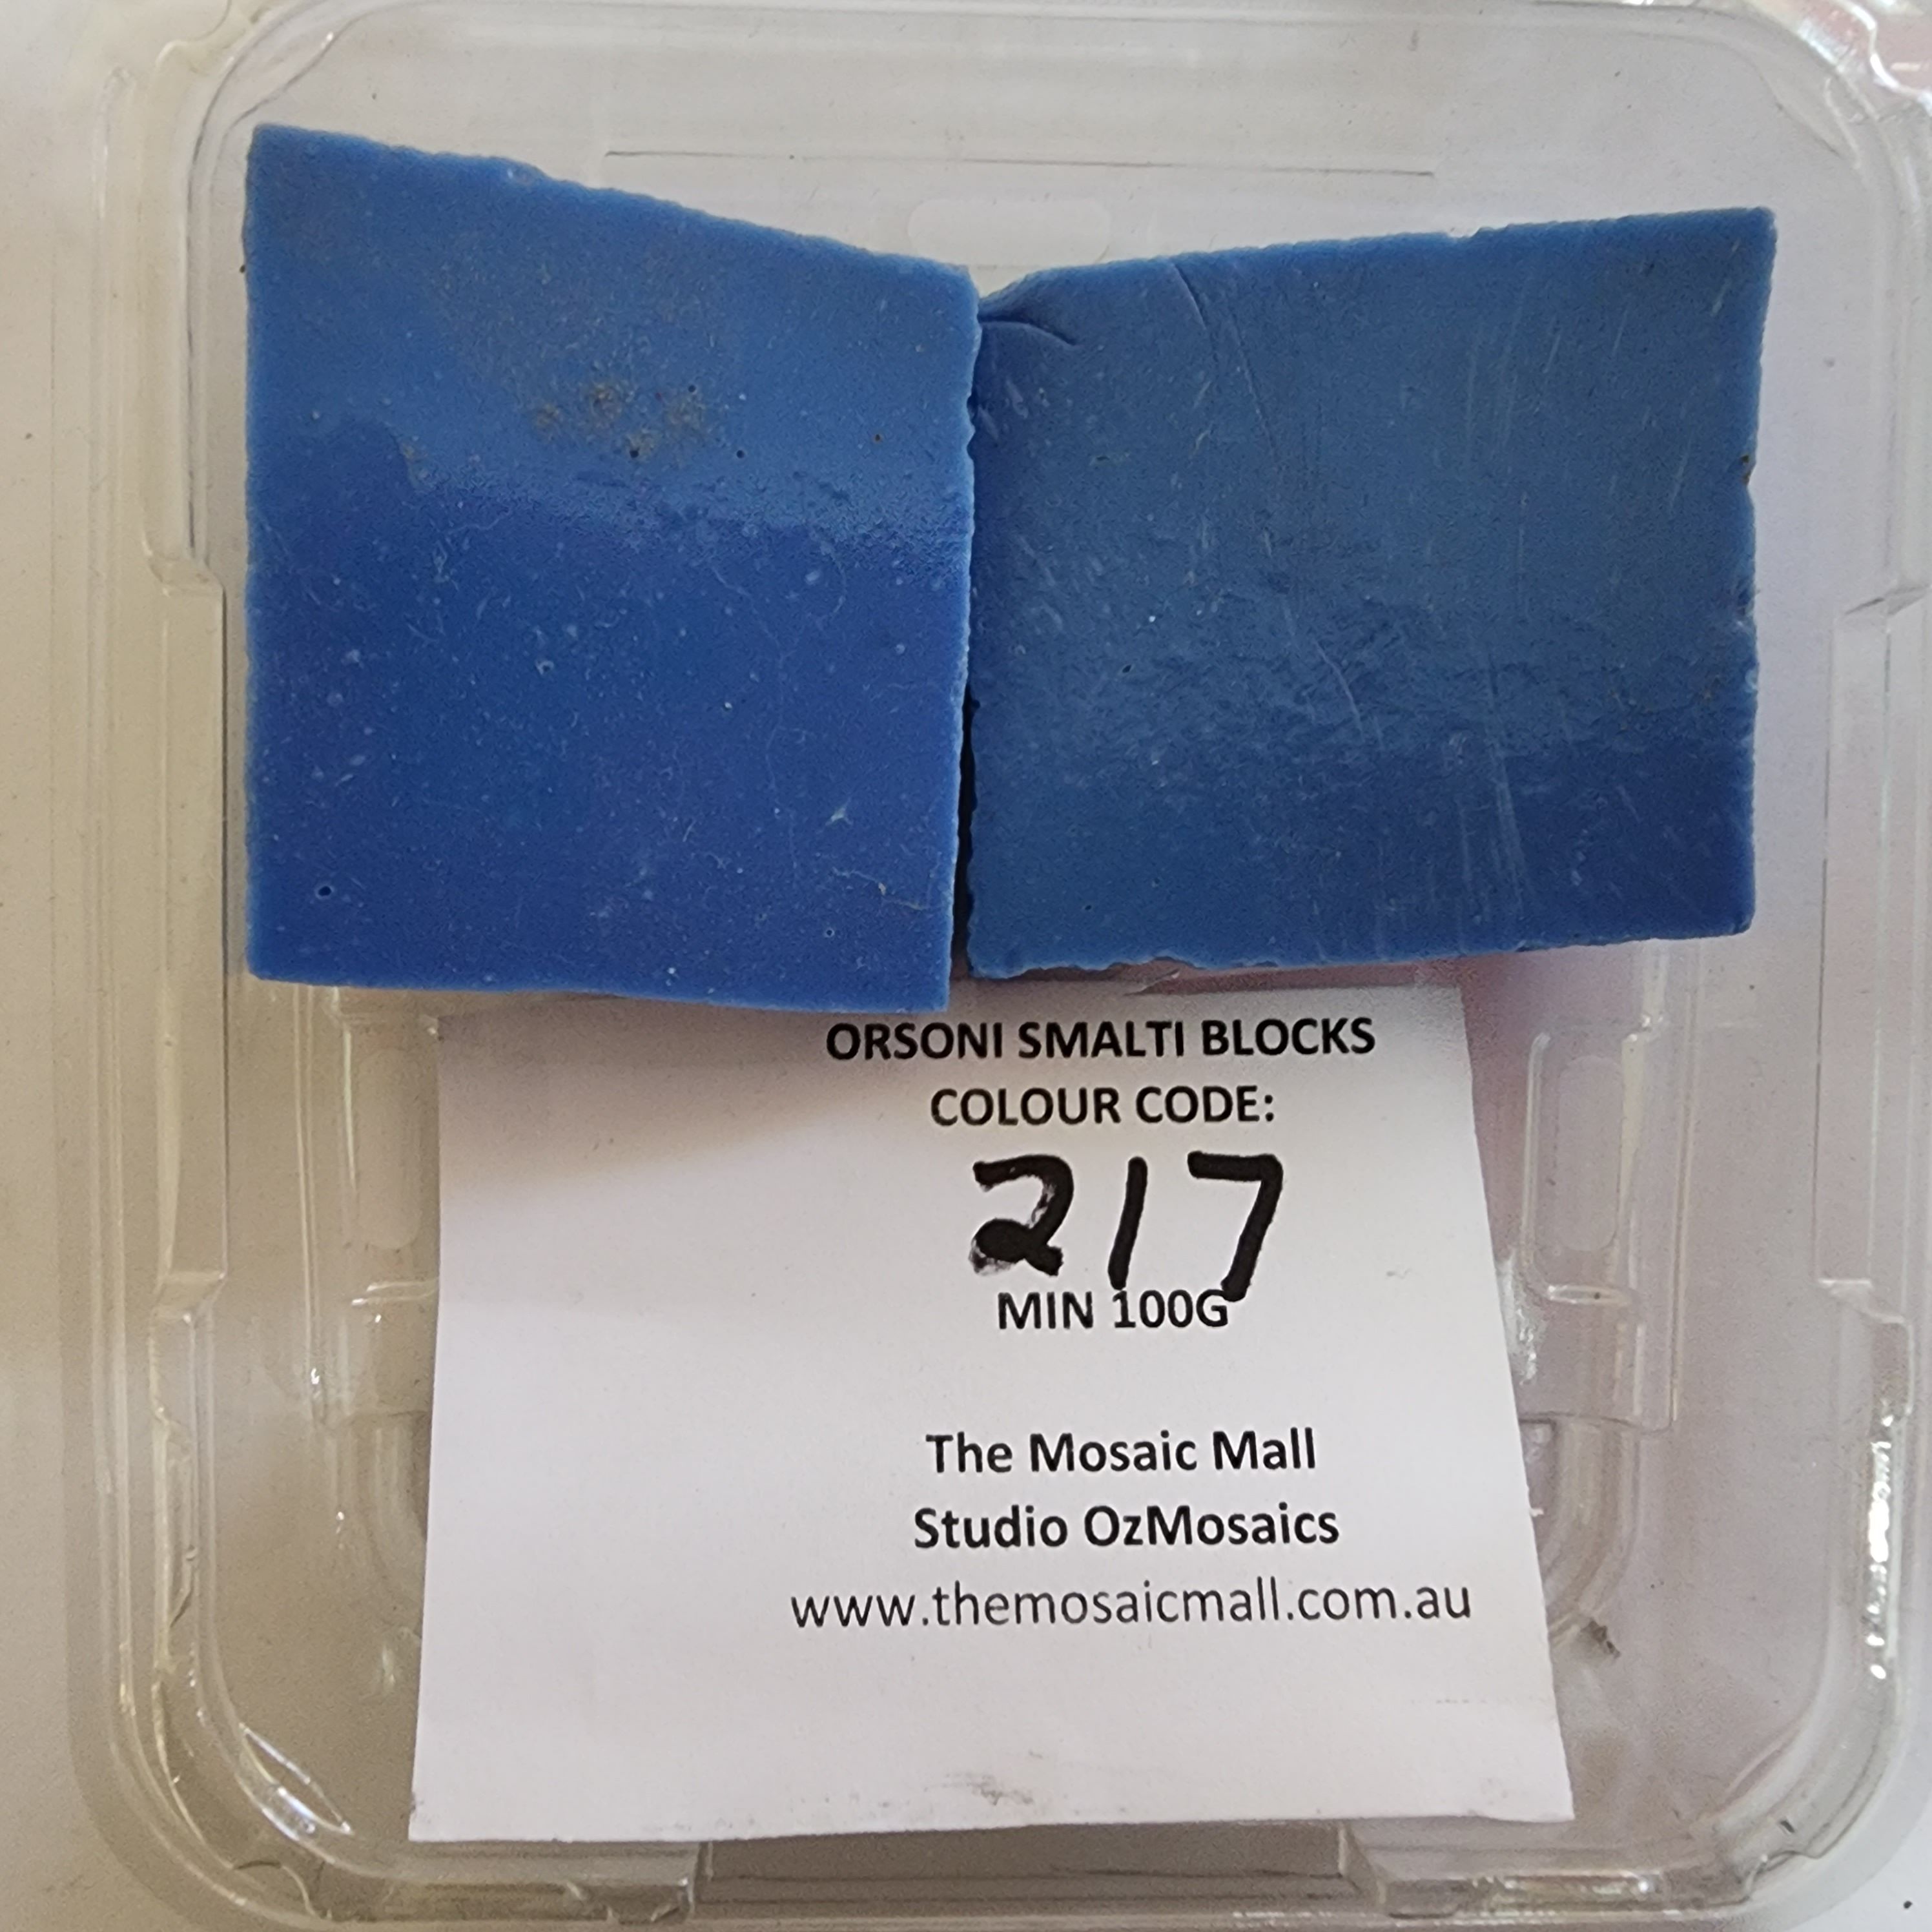 ORSONI SMALTI BLOCKS
COLOUR CODE:
217
MIN 100G
The Mosaic Mall
Studio OzMosaics
www.themosaicmall.com.au